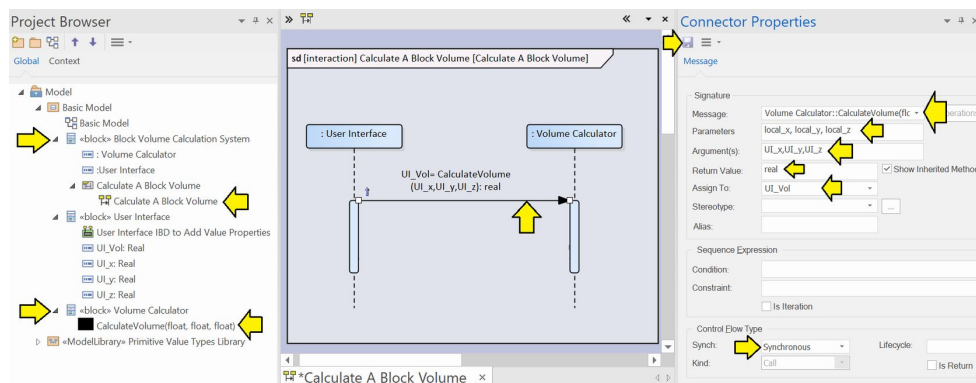 Project Browser
Global Context
Model
Basic Model
Basic Model
«block» Block Volume Calculation System
: Volume Calculator
:User Interface
Calculate A Block Volume
Calculate A Block Volume
«block» User Interface
User Interface IBD to Add Value Properties
UI_Vol: Real
UI_x: Real
UI_y: Real
UI_z: Real
«block» Volume Calculator
CalculateVolume(float, float, float)
«ModelLibrary» Primitive Value Types Library
sd [interaction] Calculate A Block Volume [Calculate A Block Volume]
: User Interface
: Volume Calculator
UI_Vol= CalculateVolume
(UI_x,UI_y,UI_z): real
*Calculate A Block Volume ×
Connector Properties
Message
Signature
Message: Volume Calculator::CalculateVolume(flc
Parameters local_x, local_y, local_z
Argument(s): UI_x,UI_y,UI_z
Return Value: real Show Inherited Method
Assign To: UI_Vol
Stereotype: ...
Alias:
Sequence Expression
Condition:
Constraint:
Is Iteration
Control Flow Type
Synch: Synchronous Lifecycle:
Kind: Call Is Return